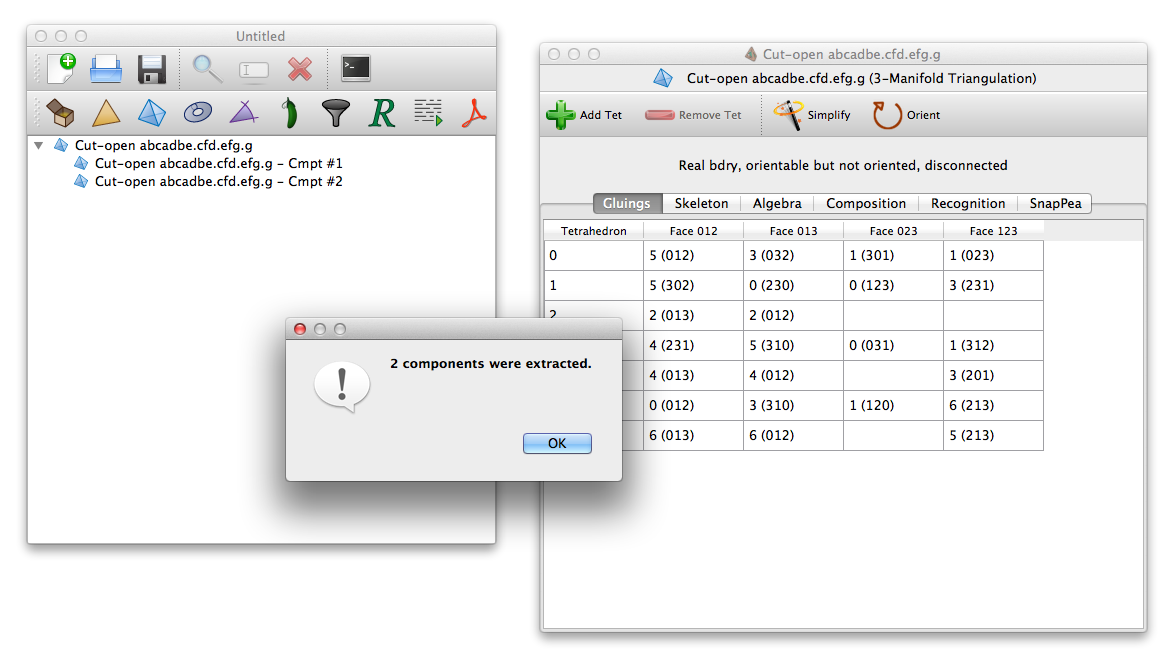 Untitled
Cut-open abcadbe.cfd.efg.g
Cut-open abcadbe.cfd.efg.g – Cmpt #1
Cut-open abcadbe.cfd.efg.g – Cmpt #2
2 components were extracted.
OK
Cut-open abcadbe.cfd.efg.g
Cut-open abcadbe.cfd.efg.g (3-Manifold Triangulation)
Add Tet Remove Tet Simplify Orient
Real bdry, orientable but not oriented, disconnected
Gluings Skeleton Algebra Composition Recognition SnapPea
Tetrahedron Face 012 Face 013 Face 023 Face 123
0 5 (012) 3 (032) 1 (301) 1 (023)
1 5 (302) 0 (230) 0 (123) 3 (231)
2 2 (013) 2 (012)
4 (231) 5 (310) 0 (031) 1 (312)
4 (013) 4 (012) 3 (201)
0 (012) 3 (310) 1 (120) 6 (213)
6 (013) 6 (012) 5 (213)